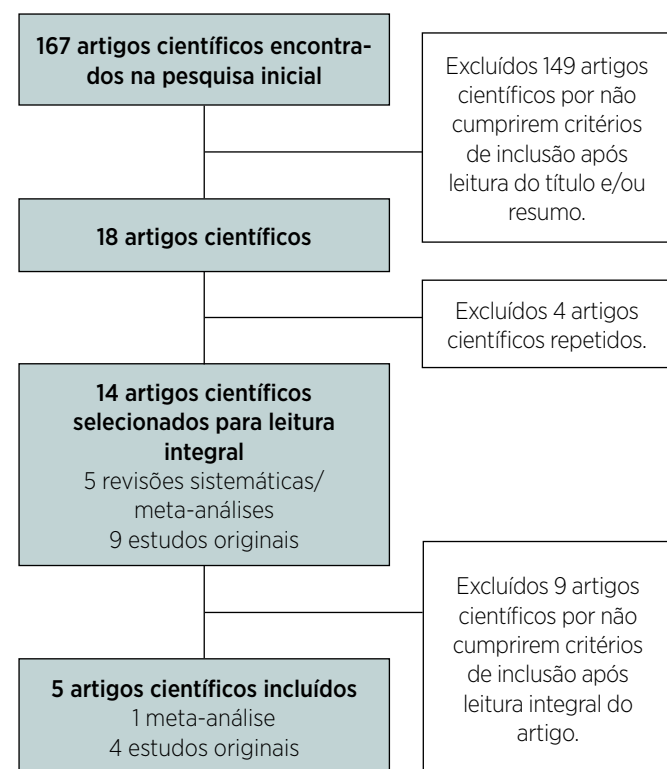 167 artigos científicos encontra-
dos na pesquisa inicial
Excluídos 149 artigos
científicos por não
cumprirem critérios
de inclusão após
leitura do título e/ou
resumo.
18 artigos científicos
Excluídos 4 artigos
científicos repetidos.
14 artigos científicos
selecionados para leitura
integral
5 revisões sistemáticas/
meta-análises
9 estudos originais
Excluídos 9 artigos
científicos por não
cumprirem critérios
de inclusão após
leitura integral do
artigo.
5 artigos científicos incluídos
1 meta-análise
4 estudos originais